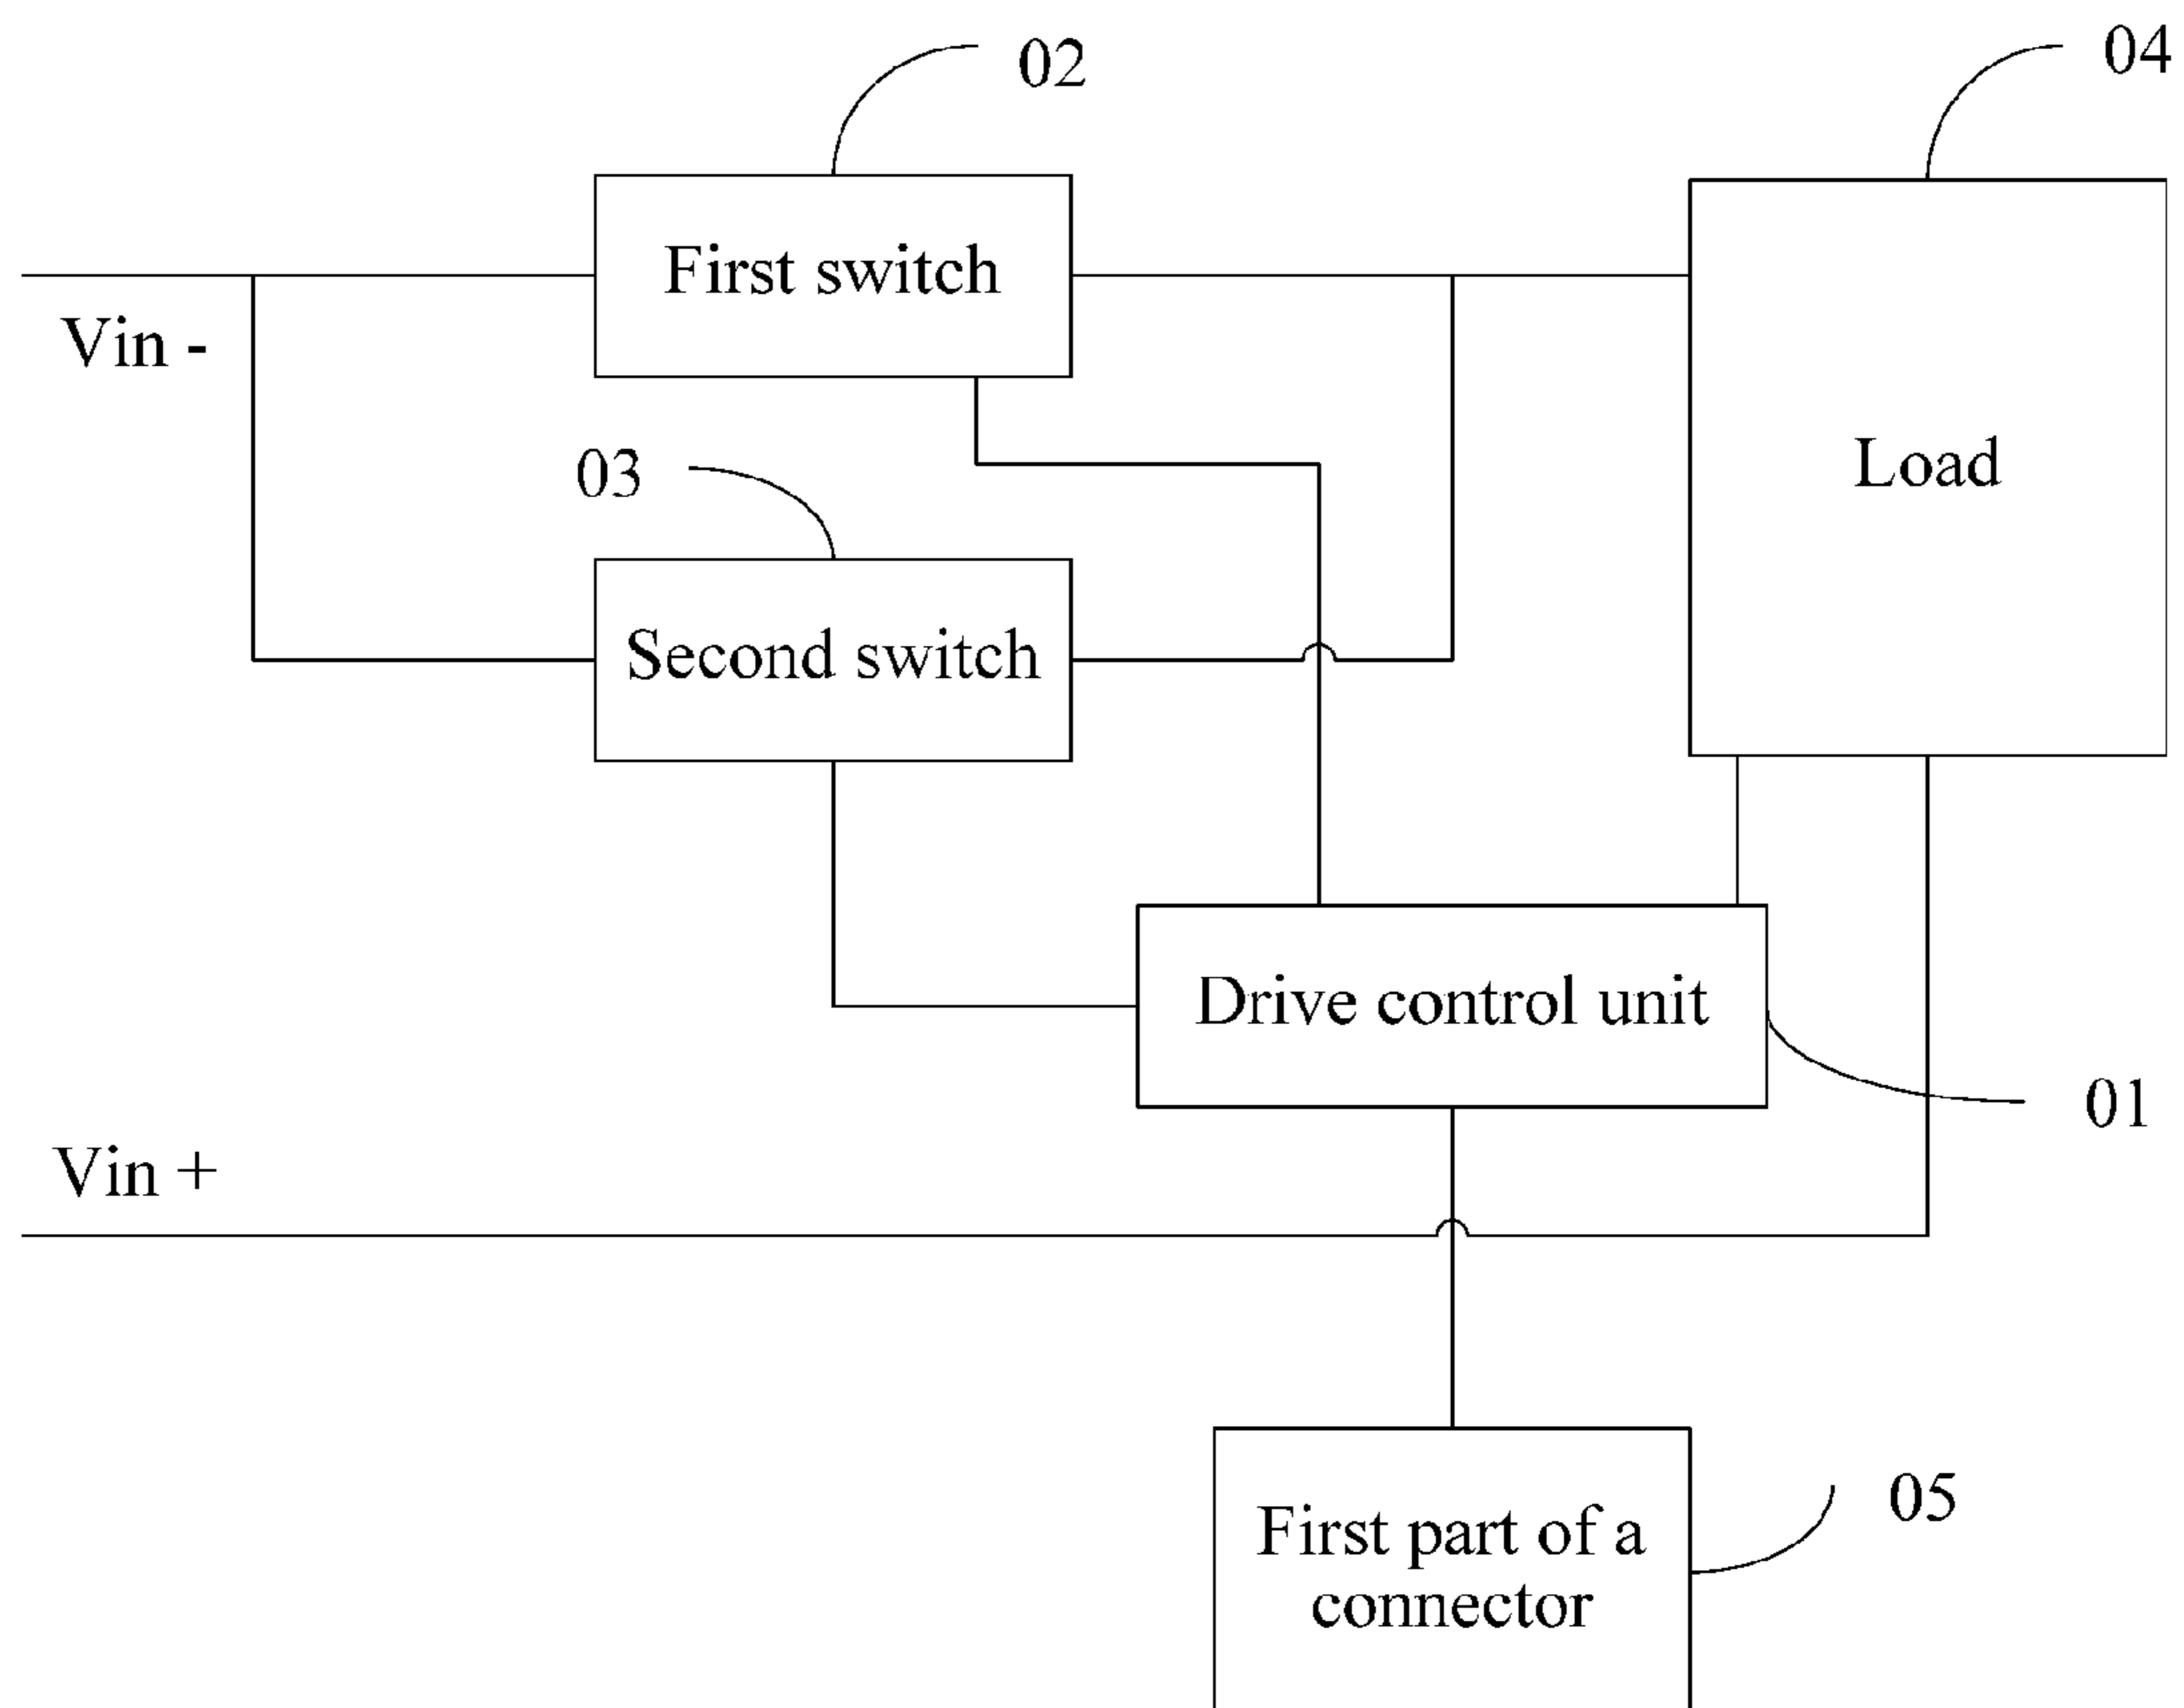 02
04
First switch
Vin -
03
Load
Second switch
Drive control unit
01
Vin +
05
First part of a
connector